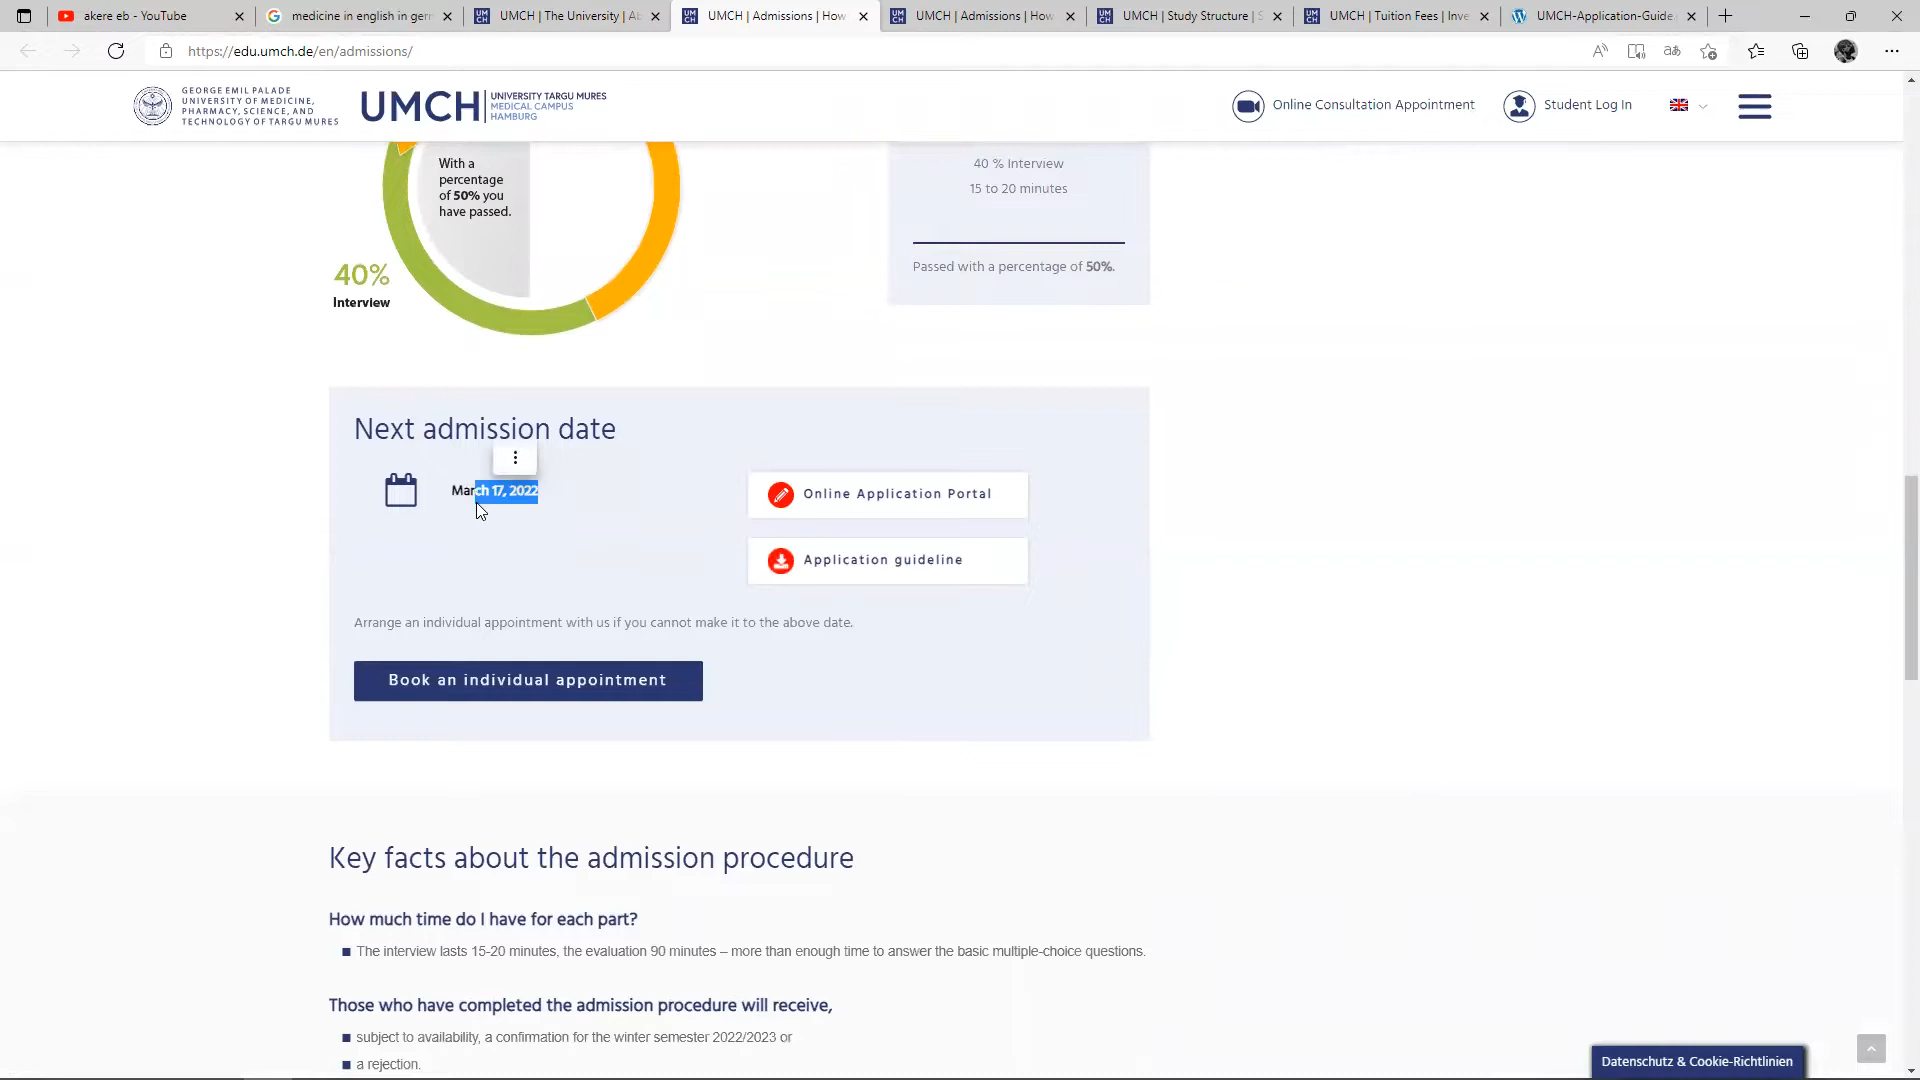 akere eb - YouTube
medicine in english in gern
UMCH | The University | Ab
UMCH | Admissions | How
UMCH | Admissions | How
UMCH | Study Structure | S
UMCH | Tuition Fees | Inve
UMCH-Application-Guide.
https://edu.umch.de/en/admissions/
GEORGE EMIL PALADE
UNIVERSITY OF MEDICINE,
PHARMACY, SCIENCE, AND
TECHNOLOGY OF TARGU MURES
UMCH
UNIVERSITY TARGU MURES
MEDICAL CAMPUS
HAMBURG
Online Consultation Appointment
Student Log In
With a
percentage
of 50% you
have passed.
40%
Interview
40 % Interview
15 to 20 minutes
Passed with a percentage of 50%.
Next admission date
March 17, 2022
Online Application Portal
Application guideline
Arrange an individual appointment with us if you cannot make it to the above date.
Book an individual appointment
Key facts about the admission procedure
How much time do I have for each part?
The interview lasts 15-20 minutes, the evaluation 90 minutes – more than enough time to answer the basic multiple-choice questions.
Those who have completed the admission procedure will receive,
subject to availability, a confirmation for the winter semester 2022/2023 or
a rejection.
Datenschutz & Cookie-Richtlinien